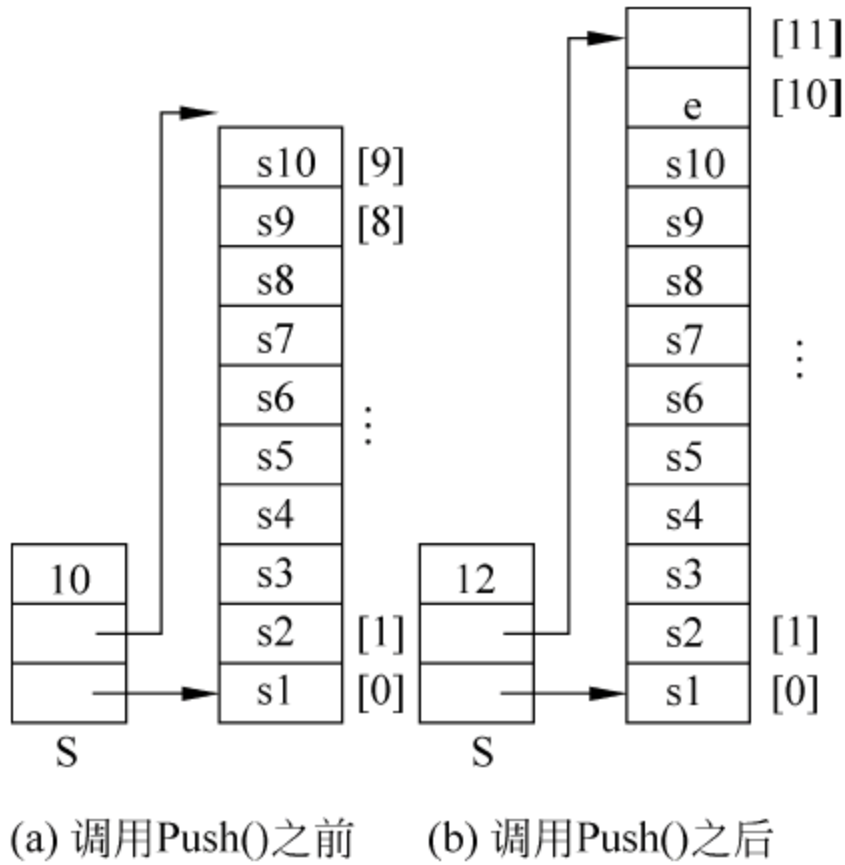 [11]
e [10]
s10 [9] s10
s9 [8] s9
s8 s8
s7 s7
⋮
s6 s6
⋮
s5 s5
s4 s4
10 s3 12 s3
s2 [1] s2 [1]
s1 [0] s1 [0]
S S
(a) 调用Push()之前 (b) 调用Push()之后